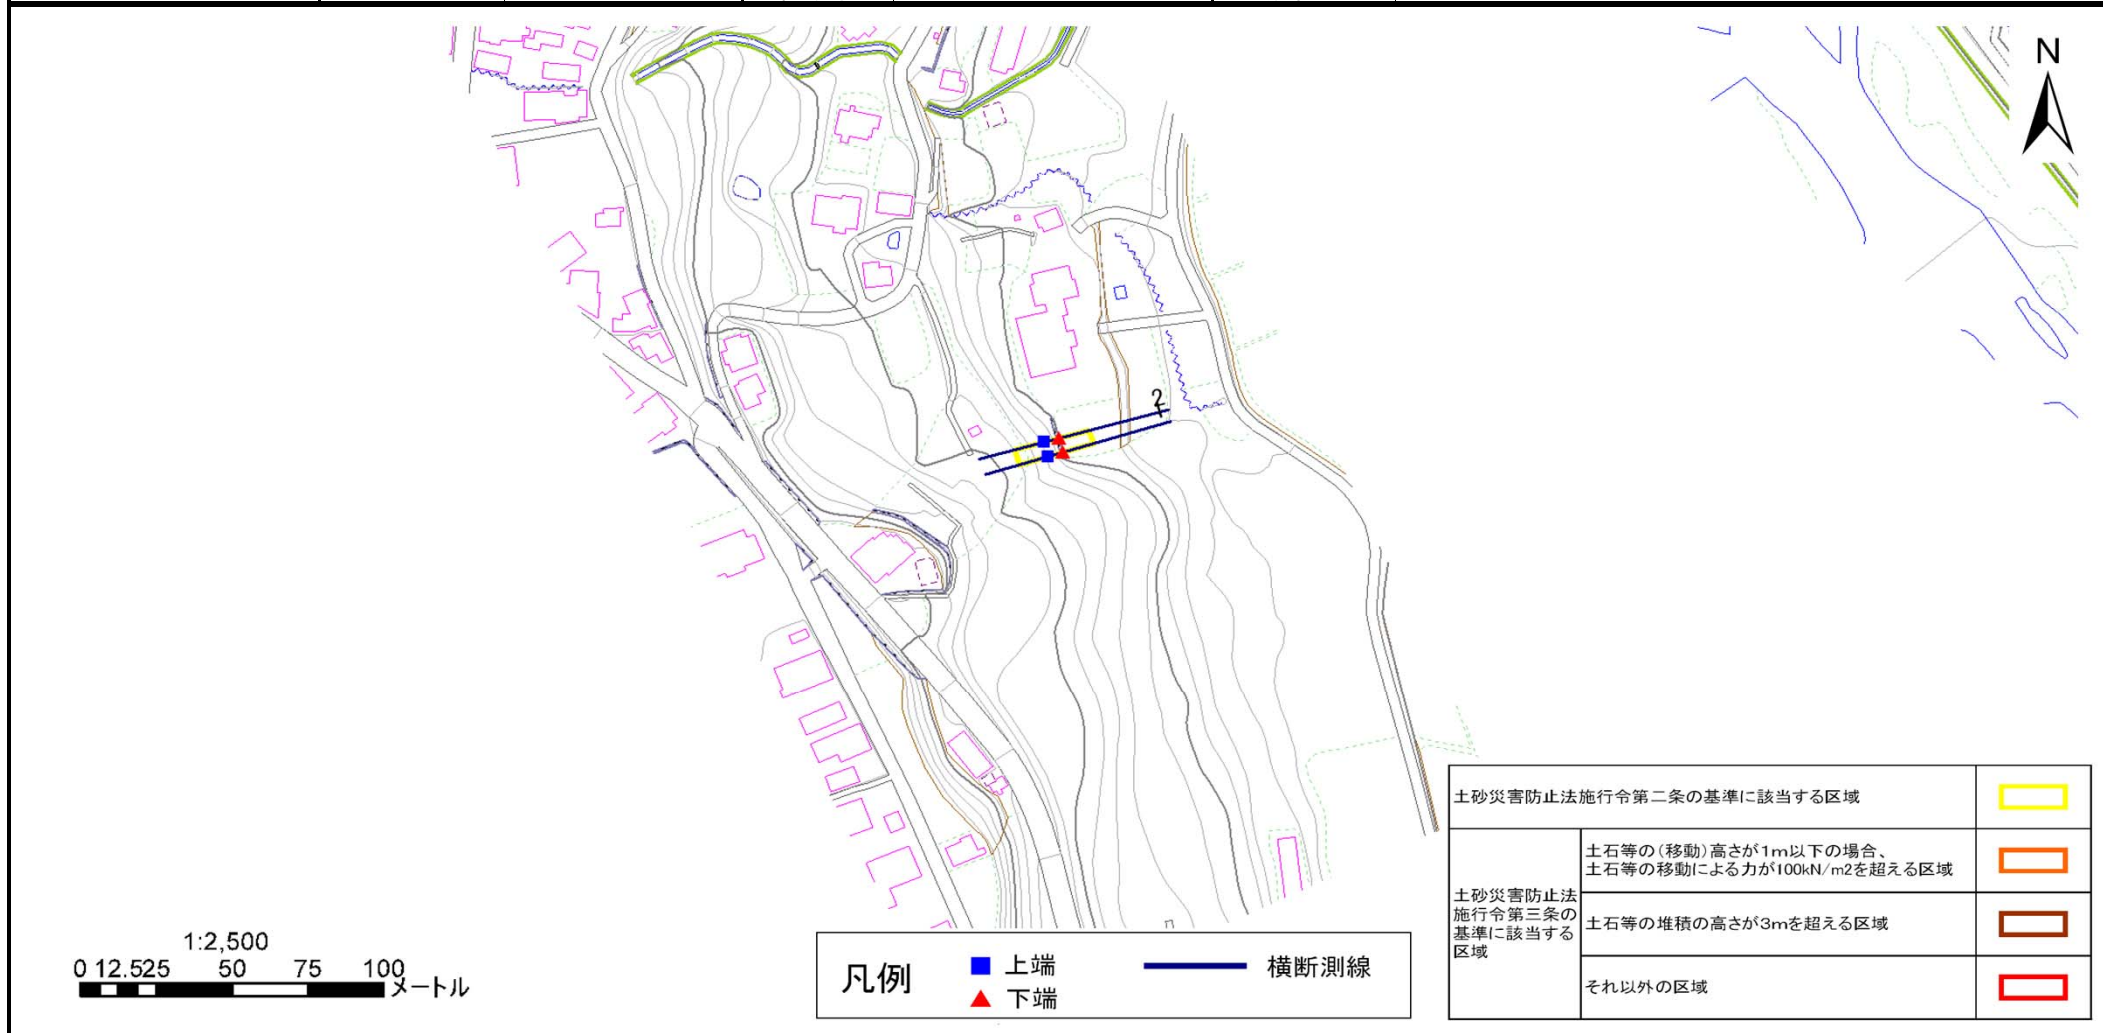 N
2
土砂災害防止法施行令第二条の基準に該当する区域
土砂災害防止法
施行令第三条の
基準に該当する
区域
土石等の(移動)高さが1m以下の場合、
土石等の移動による力が100kN/m2を超える区域
土石等の堆積の高さが3mを超える区域
それ以外の区域
1:2,500
0 12.525 50 75 100
メートル
凡例
上端
下端
横断測線